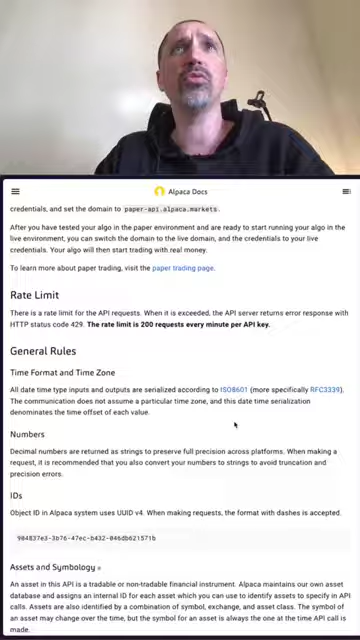 Alpaca Docs
credentials, and set the domain to paper-api.alpaca.markets.
After you have tested your algo in the paper environment and are ready to start running your algo in the
live environment, you can switch the domain to the live domain, and the credentials to your live
credentials. Your algo will then start trading with real money.
To learn more about paper trading, visit the paper trading page.
Rate Limit
There is a rate limit for the API requests. When it is exceeded, the API server returns error response with
HTTP status code 429. The rate limit is 200 requests every minute per API key.
General Rules
Time Format and Time Zone
All date time type inputs and outputs are serialized according to ISO8601 (more specifically RFC3339).
The communication does not assume a particular time zone, and this date time serialization
denominates the time offset of each value.
Numbers
Decimal numbers are returned as strings to preserve full precision across platforms. When making a
request, it is recommended that you also convert your numbers to strings to avoid truncation and
precision errors.
IDs
Object ID in Alpaca system uses UUID v4. When making requests, the format with dashes is accepted.
904837e3-3b76-47ec-b432-046db621571b
Assets and Symbology
An asset in this API is a tradable or non-tradable financial instrument. Alpaca maintains our own asset
database and assigns an internal ID for each asset which you can use to identify assets to specify in API
calls. Assets are also identified by a combination of symbol, exchange, and asset class. The symbol of
an asset may change over the time, but the symbol for an asset is always the one at the time API call is
made.